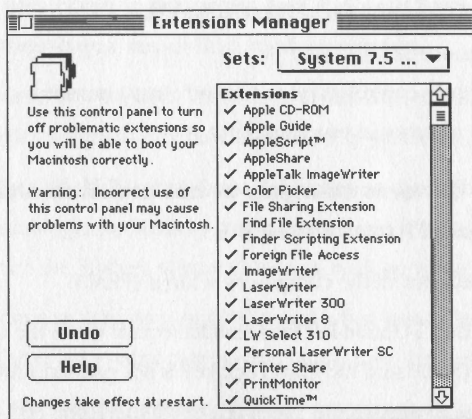 Extensions Manager
Sets: System 7.5 ...
Use this control panel to turn
off problematic extensions so
you will be able to boot your
Macintosh correctly.
Warning: Incorrect use of
this control panel may cause
problems with your Macintosh.
Undo
Help
Changes take effect at restart.
Extensions
✓ Apple CD-ROM
✓ Apple Guide
✓ AppleScript™
✓ AppleShare
✓ AppleTalk ImageWriter
✓ Color Picker
✓ File Sharing Extension
Find File Extension
✓ Finder Scripting Extension
✓ Foreign File Access
✓ ImageWriter
✓ LaserWriter
✓ LaserWriter 300
✓ LaserWriter 8
✓ LW Select 310
✓ Personal LaserWriter SC
✓ Printer Share
✓ PrintMonitor
✓ QuickTime™